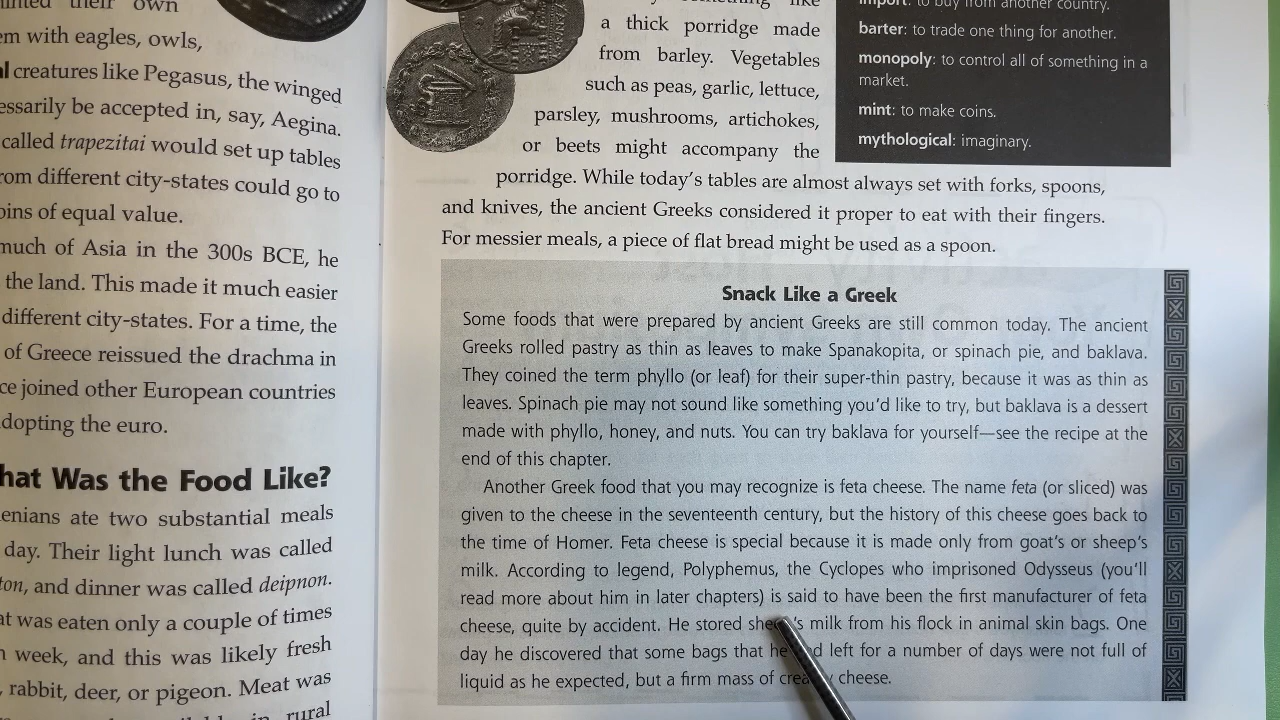 their own
em with eagles, owls,
creatures like Pegasus, the winged
essarily be accepted in, say, Aegina.
called trapezitai would set up tables
rom different city-states could go to
oins of equal value.
much of Asia in the 300s BCE, he
the land. This made it much easier
different city-states. For a time, the
of Greece reissued the drachma in
ce joined other European countries
dopting the euro.
hat Was the Food Like?
enians ate two substantial meals
day. Their light lunch was called
ton, and dinner was called deipnon.
at was eaten only a couple of times
week, and this was likely fresh
, rabbit, deer, or pigeon. Meat was
in rural
something like
a thick porridge made
from barley. Vegetables
such as peas, garlic, lettuce,
parsley, mushrooms, artichokes,
or beets might accompany the
porridge. While today's tables are almost always set with forks, spoons,
and knives, the ancient Greeks considered it proper to eat with their fingers.
For messier meals, a piece of flat bread might be used as a spoon.
import: to buy from another country.
barter: to trade one thing for another.
monopoly: to control all of something in a
market.
mint: to make coins.
mythological: imaginary.
Snack Like a Greek
Some foods that were prepared by ancient Greeks are still common today. The ancient
Greeks rolled pastry as thin as leaves to make Spanakopita, or spinach pie, and baklava.
They coined the term phyllo (or leaf) for their super-thin pastry, because it was as thin as
leaves. Spinach pie may not sound like something you'd like to try, but baklava is a dessert
made with phyllo, honey, and nuts. You can try baklava for yourself—see the recipe at the
end of this chapter.
Another Greek food that you may recognize is feta cheese. The name feta (or sliced) was
given to the cheese in the seventeenth century, but the history of this cheese goes back to
the time of Homer. Feta cheese is special because it is made only from goat's or sheep's
milk. According to legend, Polyphemus, the Cyclopes who imprisoned Odysseus (you'll
read more about him in later chapters) is said to have been the first manufacturer of feta
cheese, quite by accident. He stored sheep's milk from his flock in animal skin bags. One
day he discovered that some bags that he had left for a number of days were not full of
liquid as he expected, but a firm mass of creamy cheese.